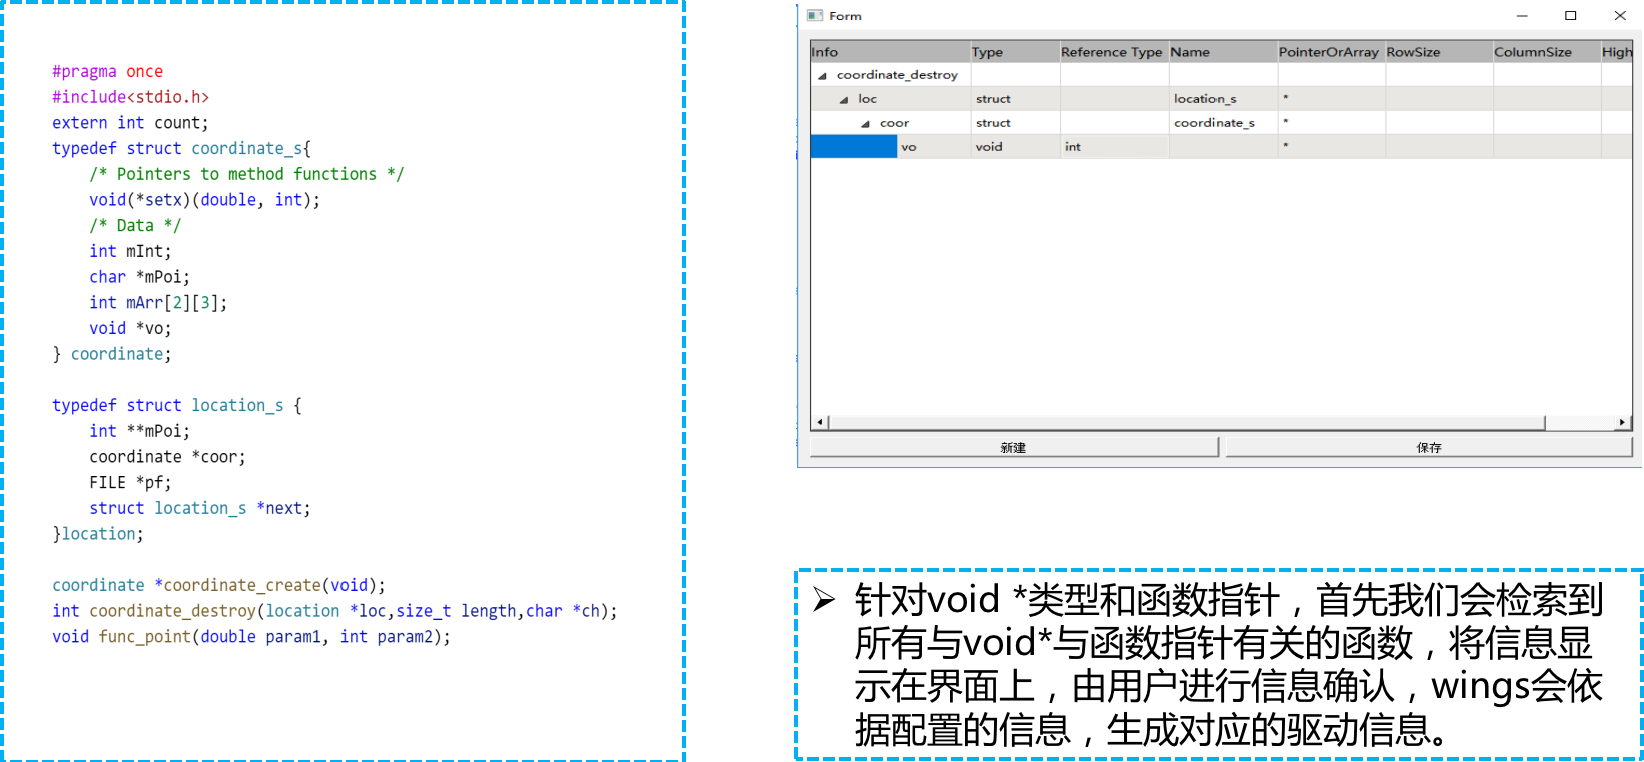 #pragma once
#include<stdio.h>
extern int count;
typedef struct coordinate_s{
    /* Pointers to method functions */
    void(*setx)(double, int);
    /* Data */
    int mInt;
    char *mPoi;
    int mArr[2][3];
    void *vo;
} coordinate;
typedef struct location_s {
    int **mPoi;
    coordinate *coor;
    FILE *pf;
    struct location_s *next;
}location;
coordinate *coordinate_create(void);
int coordinate_destroy(location *loc,size_t length,char *ch);
void func_point(double param1, int param2);
Form
Info Type Reference Type Name PointerOrArray RowSize ColumnSize High
coordinate_destroy
loc struct location_s *
coor struct coordinate_s *
vo void int *
新建 保存
针对void *类型和函数指针，首先我们会检索到
所有与void*与函数指针有关的函数，将信息显
示在界面上，由用户进行信息确认，wings会依
据配置的信息，生成对应的驱动信息。